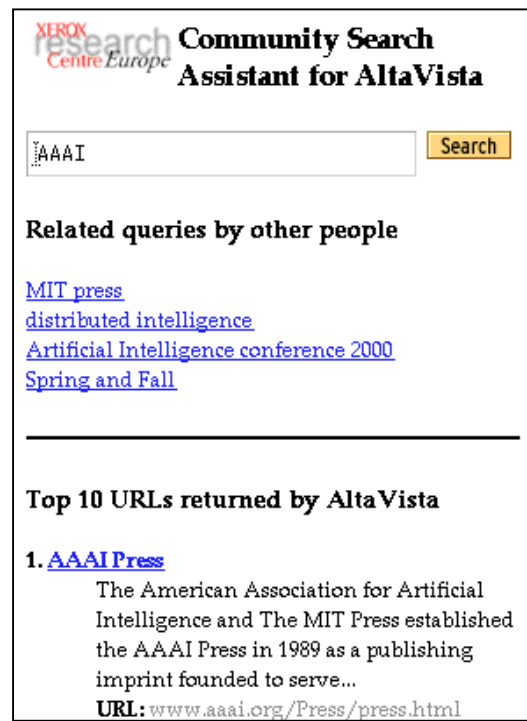 XEROX
research
Centre Europe
Community Search
Assistant for AltaVista
AAAI
Search
Related queries by other people
MIT press
distributed intelligence
Artificial Intelligence conference 2000
Spring and Fall
Top 10 URLs returned by AltaVista
1. AAAI Press
The American Association for Artificial
Intelligence and The MIT Press established
the AAAI Press in 1989 as a publishing
imprint founded to serve...
URL: www.aaai.org/Press/press.html